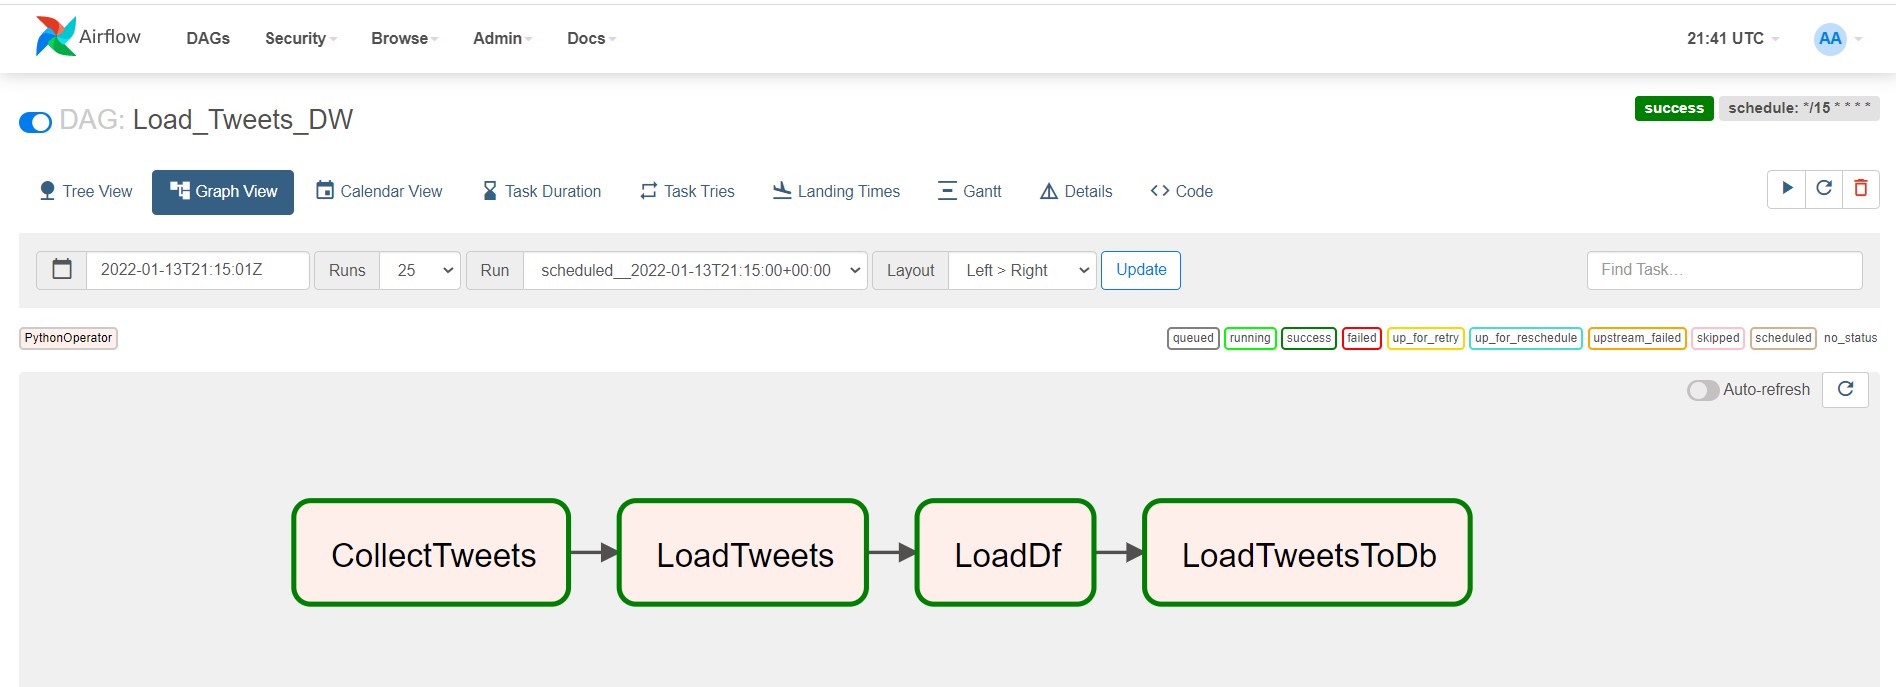 Airflow DAGs Security Browse Admin Docs 21:41 UTC AA
DAG: Load_Tweets_DW success schedule: */15 * * * *
Tree View Graph View Calendar View Task Duration Task Tries Landing Times Gantt Details Code
2022-01-13T21:15:01Z Runs 25 Run scheduled__2022-01-13T21:15:00+00:00 Layout Left > Right Update Find Task...
PythonOperator queued running success failed up_for_retry up_for_reschedule upstream_failed skipped scheduled no_status
Auto-refresh
CollectTweets LoadTweets LoadDf LoadTweetsToDb